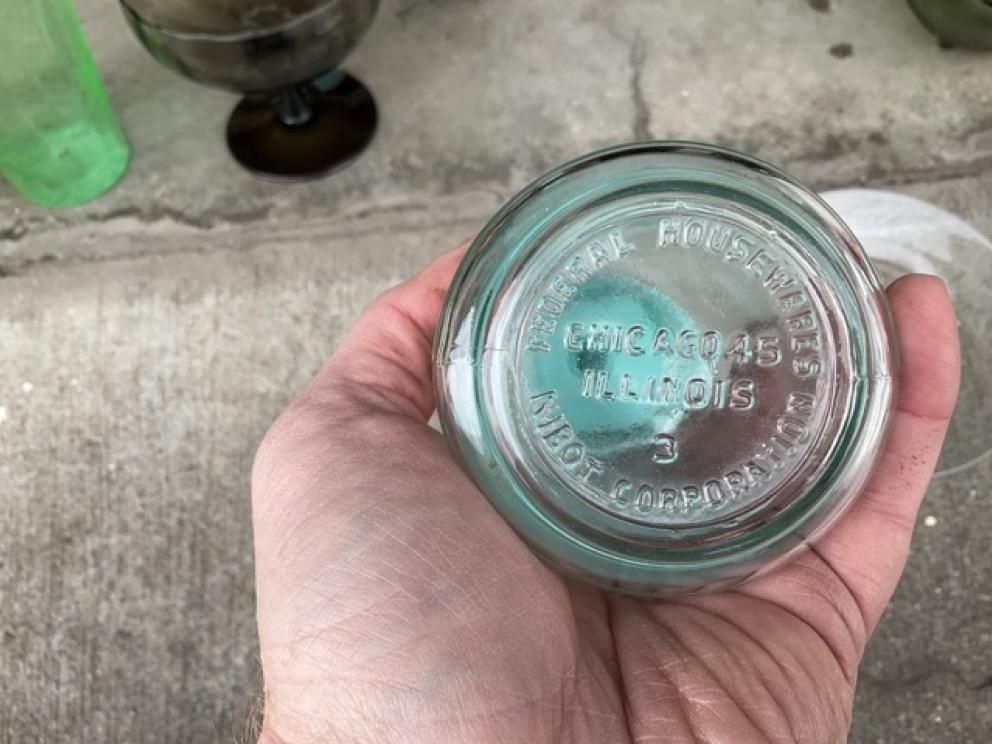 FEDERAL HOUSEWARES
CHICAGO 45
ILLINOIS
3
KIBOT CORPORATION